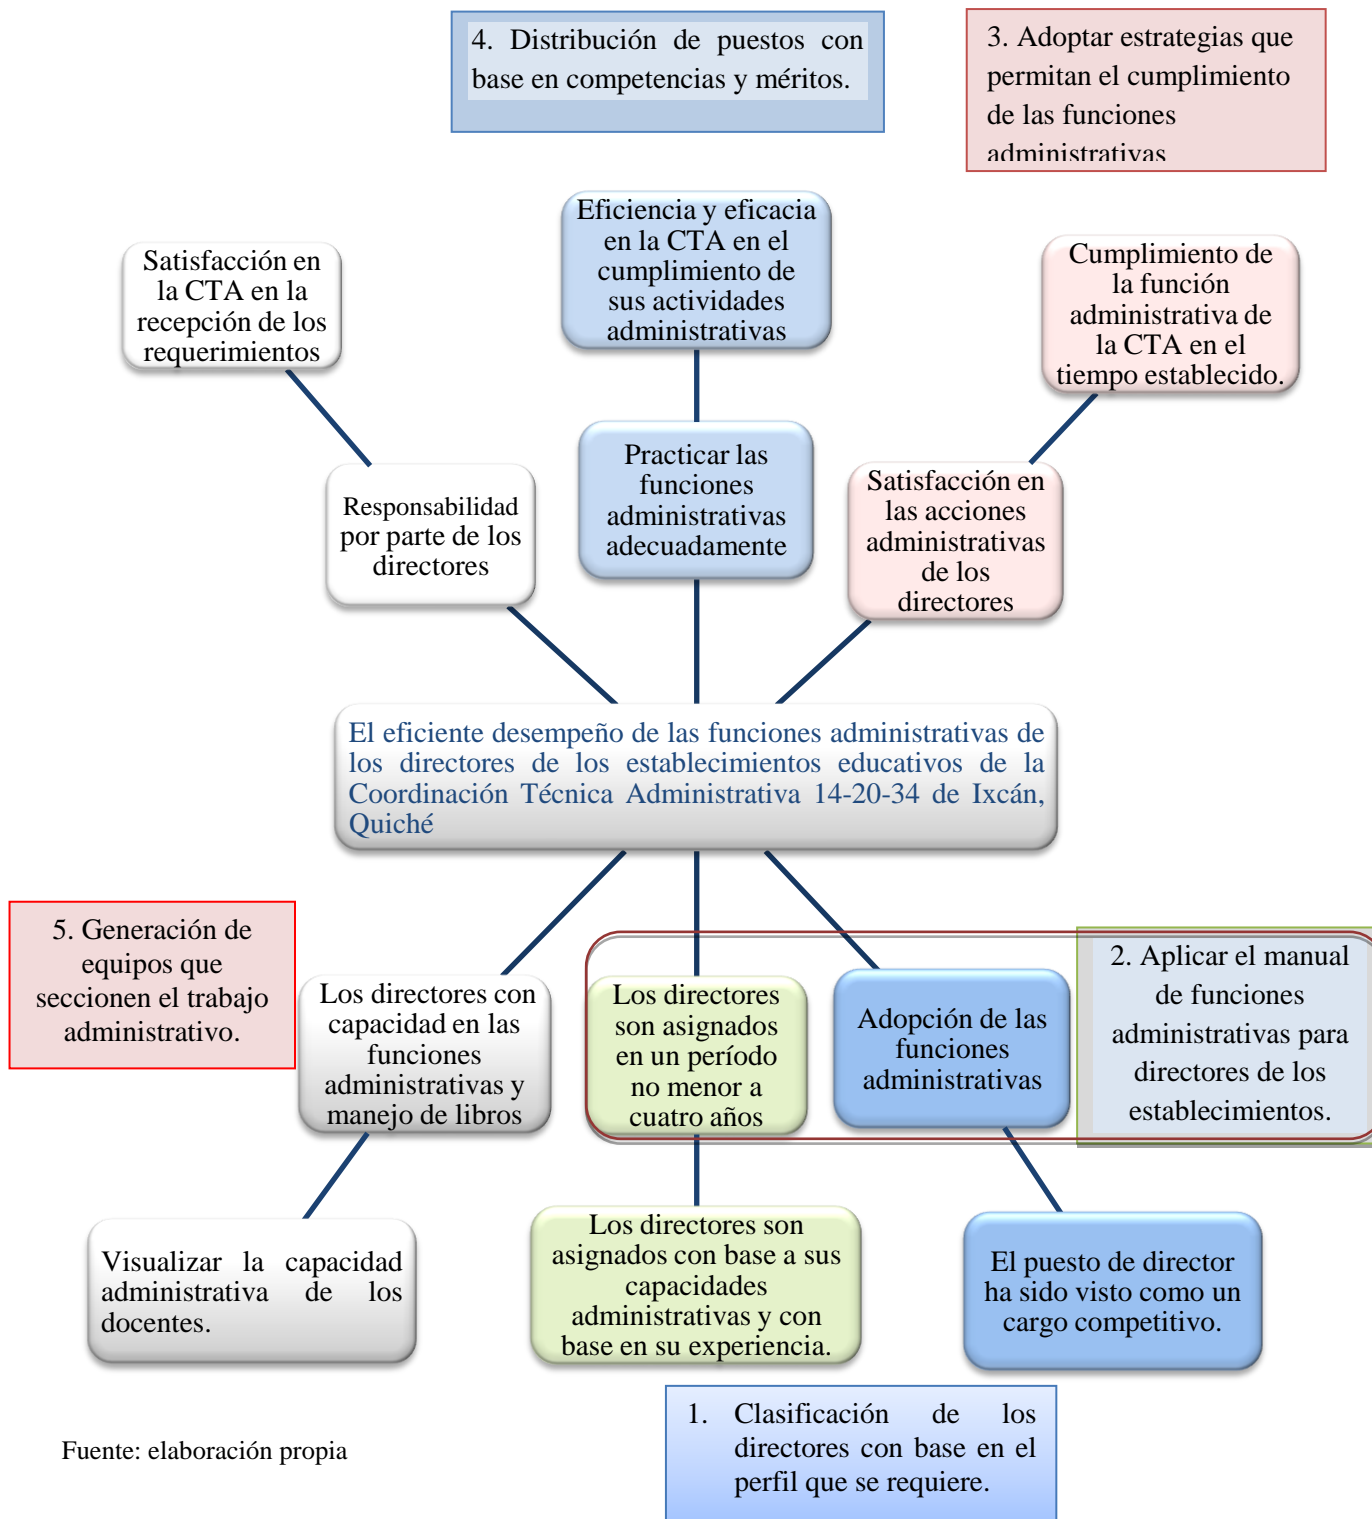 4. Distribución de puestos con
base en competencias y méritos.
3. Adoptar estrategias que
permitan el cumplimiento
de las funciones
administrativas
Satisfacción en
la CTA en la
recepción de los
requerimientos
Eficiencia y eficacia
en la CTA en el
cumplimiento de
sus actividades
administrativas
Cumplimiento de
la función
administrativa de
la CTA en el
tiempo establecido.
Responsabilidad
por parte de los
directores
Practicar las
funciones
administrativas
adecuadamente
Satisfacción en
las acciones
administrativas
de los
directores
El eficiente desempeño de las funciones administrativas de
los directores de los establecimientos educativos de la
Coordinación Técnica Administrativa 14-20-34 de Ixcán,
Quiché
5. Generación de
equipos que
seccionen el trabajo
administrativo.
Los directores con
capacidad en las
funciones
administrativas y
manejo de libros
Los directores
son asignados
en un período
no menor a
cuatro años
Adopción de las
funciones
administrativas
2. Aplicar el manual
de funciones
administrativas para
directores de los
establecimientos.
Visualizar la capacidad
administrativa de los
docentes.
Los directores son
asignados con base a sus
capacidades
administrativas y con
base en su experiencia.
El puesto de director
ha sido visto como un
cargo competitivo.
1. Clasificación de los
directores con base en el
perfil que se requiere.
Fuente: elaboración propia